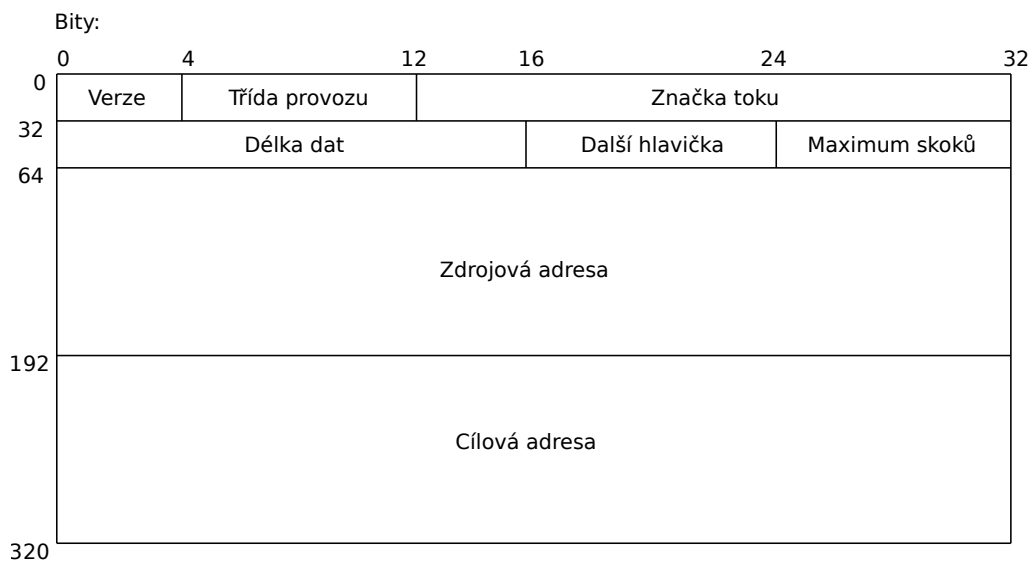 Bity:
0 4 12 16 24 32
0
Verze Třída provozu Značka toku
32
Délka dat Další hlavička Maximum skoků
64
Zdrojová adresa
192
Cílová adresa
320